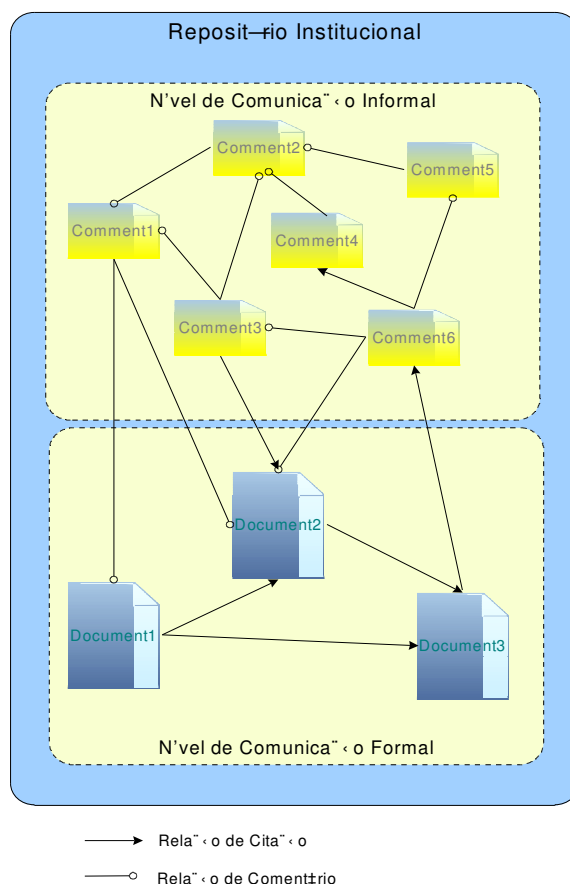 Reposit—rio Institucional
N'vel de Comunica¨‹o Informal
Comment2
Comment5
Comment1
Comment4
Comment3
Comment6
Document2
Document1
Document3
N'vel de Comunica¨‹o Formal
Rela¨‹o de Cita¨‹o
Rela¨‹o de Coment‡rio